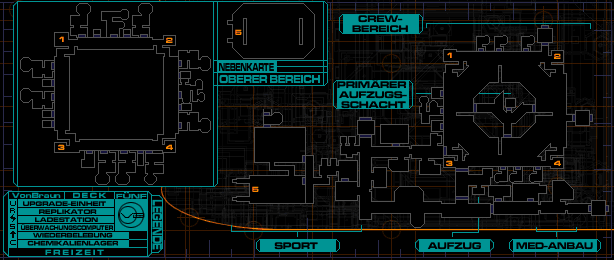 CREW-
BEREICH
1
2
5
1
2
NEBENKARTE
OBERER BEREICH
PRIMARER
AUFZUGS-
SCHACHT
3
4
3
4
5
VonBraun DECK FÜNF
U UPGRADE-EINHEIT
R REPLIKATOR
LADESTATION
ÜBERWACHUNGSCOMPUTER
WIEDERBELEBUNG
C CHEMIKALIENLAGER
FREIZEIT
LEGENDE
SPORT
AUFZUG
MED-ANBAU